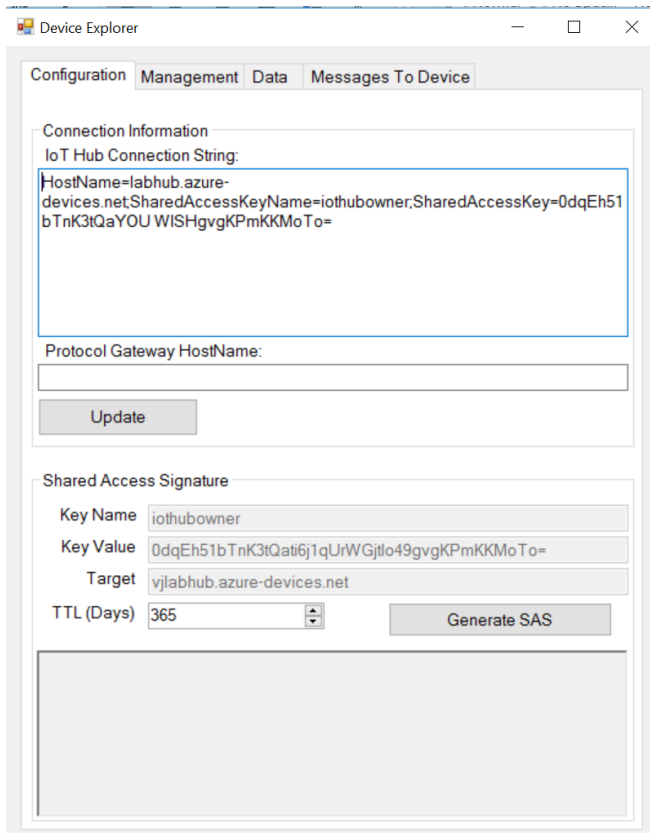 Device Explorer
Configuration Management Data Messages To Device
Connection Information
IoT Hub Connection String:
HostName=labhub.azure-
devices.net;SharedAccessKeyName=iothubowner;SharedAccessKey=0dqEh51
bTnK3tQaYOU WISHgvgKPmKKMoTo=
Protocol Gateway HostName:
Update
Shared Access Signature
Key Name iothubowner
Key Value 0dqEh51bTnK3tQati6j1qUrWGjtlo49gvgKPmKKMoTo=
Target vjlabhub.azure-devices.net
TTL (Days) 365 Generate SAS